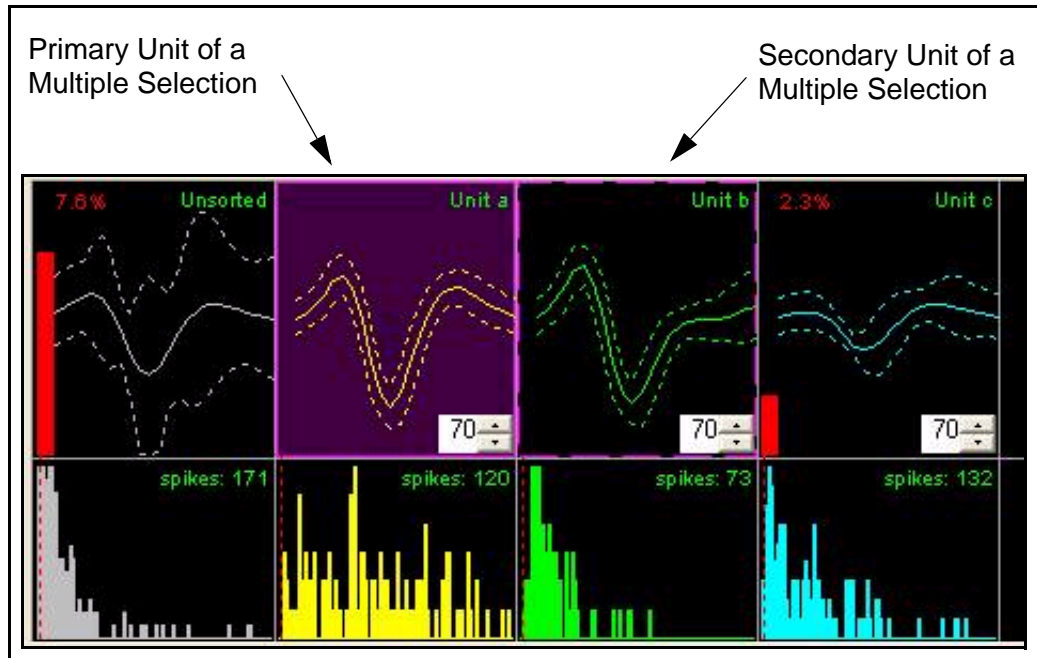 Primary Unit of a
Multiple Selection
Secondary Unit of a
Multiple Selection
7.6% Unsorted
Unit a
Unit b
2.3% Unit c
70
70
70
spikes: 171
spikes: 120
spikes: 73
spikes: 132